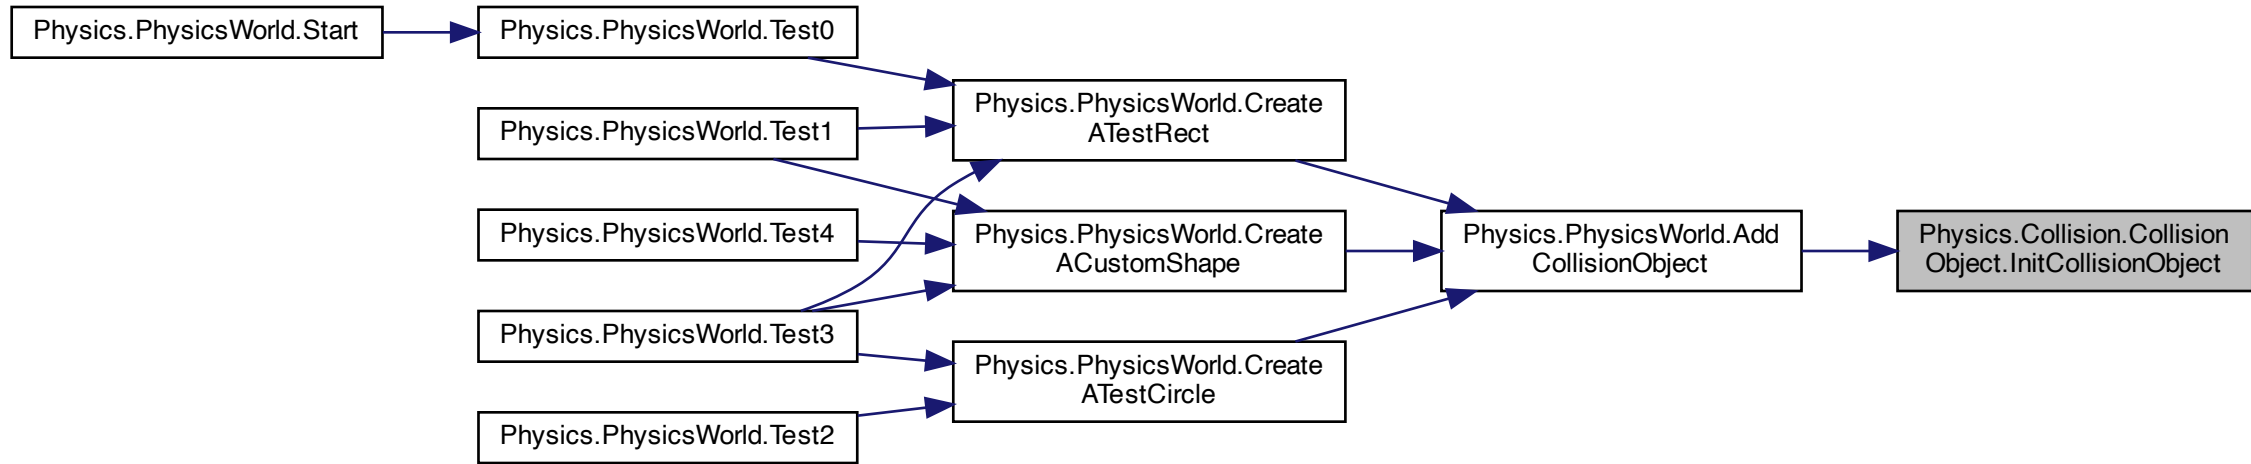 Physics.PhysicsWorld.Start
Physics.PhysicsWorld.Test0
Physics.PhysicsWorld.Test1
Physics.PhysicsWorld.Test4
Physics.PhysicsWorld.Test3
Physics.PhysicsWorld.Test2
Physics.PhysicsWorld.Create
ATestRect
Physics.PhysicsWorld.Create
ACustomShape
Physics.PhysicsWorld.Create
ATestCircle
Physics.PhysicsWorld.Add
CollisionObject
Physics.Collision.Collision
Object.InitCollisionObject